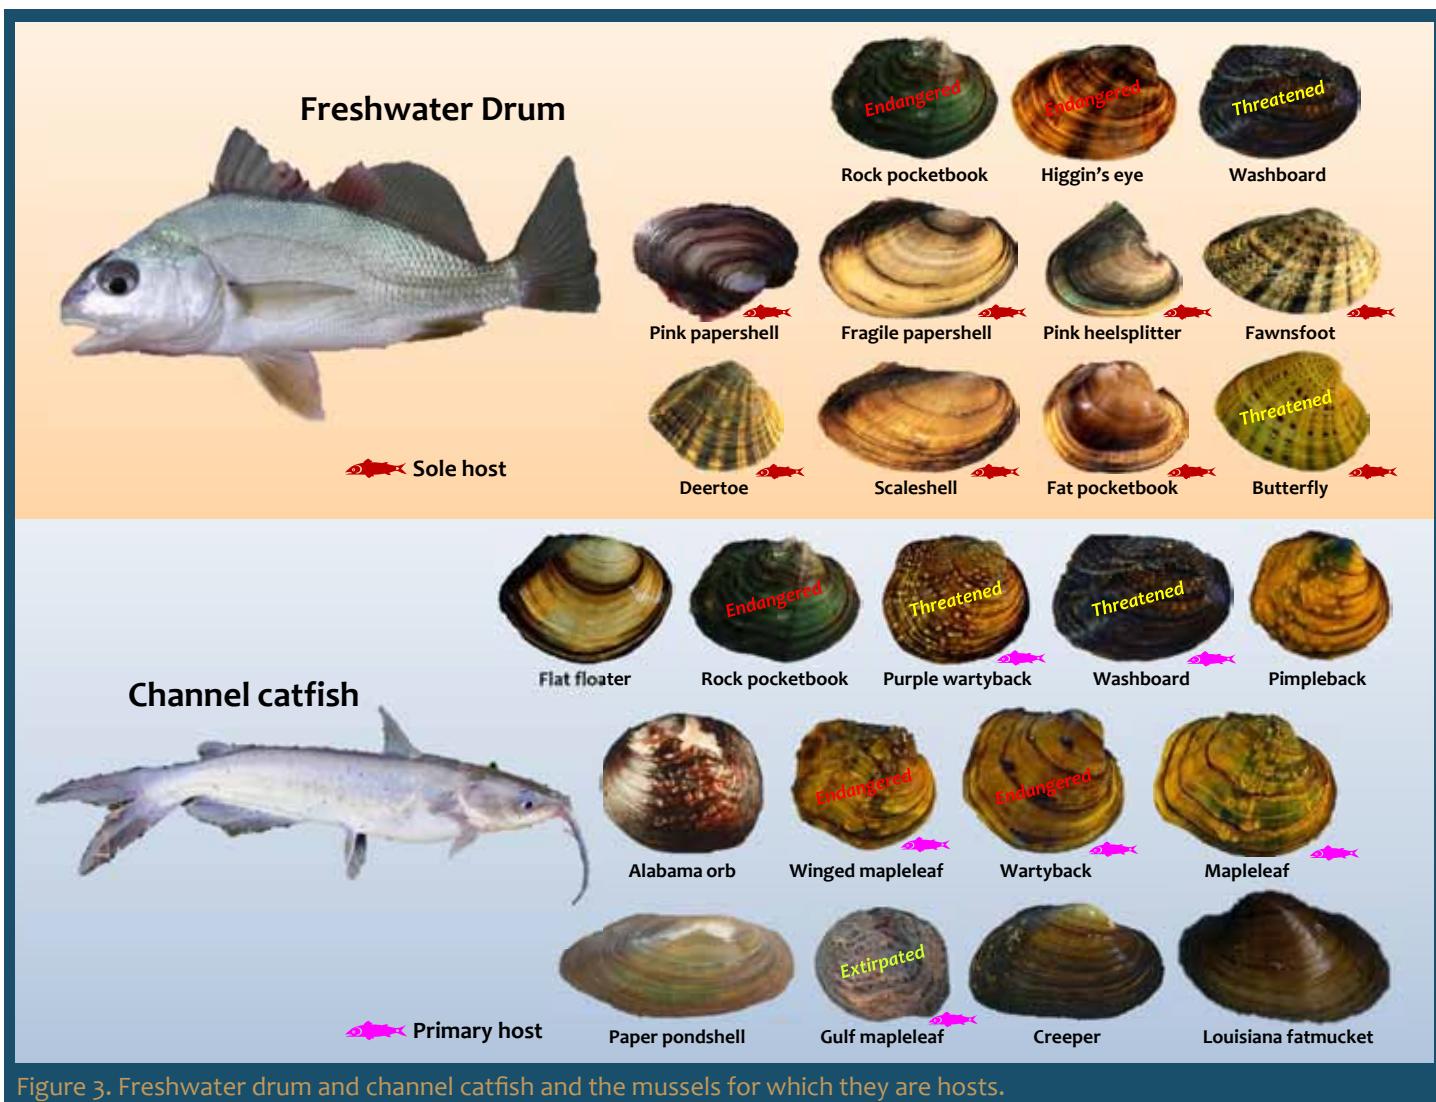 Freshwater Drum
Endangered
Endangered
Threatened
Rock pocketbook
Higgin's eye
Washboard
Pink papershell
Fragile papershell
Pink heelsplitter
Fawnsfoot
Threatened
Deertoe
Scaleshell
Fat pocketbook
Butterfly
Sole host
Channel catfish
Endangered
Threatened
Threatened
Flat floater
Rock pocketbook
Purple wartyback
Washboard
Pimpleback
Endangered
Endangered
Alabama orb
Winged mapleleaf
Wartyback
Mapleleaf
Extirpated
Paper pondshell
Gulf mapleleaf
Creeper
Louisiana fatmucket
Primary host
Figure 3. Freshwater drum and channel catfish and the mussels for which they are hosts.